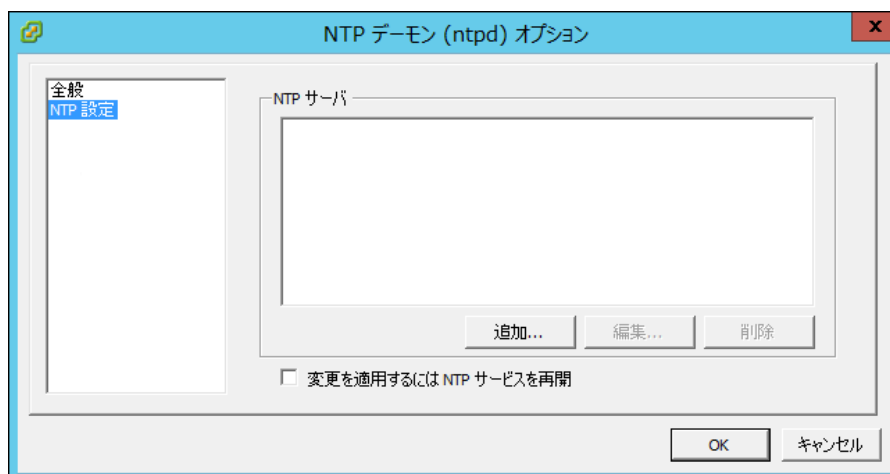 NTP デーモン (ntpd) オプション
x
全般
NTP 設定
NTP サーバ
追加... 編集... 削除
変更を適用するには NTP サービスを再開
OK キャンセル